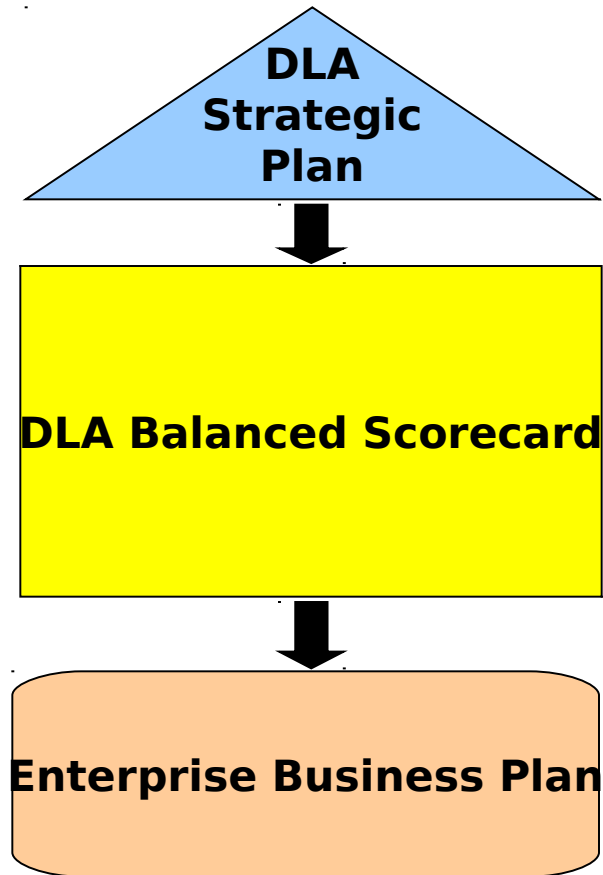 DLA
Strategic
Plan
DLA Balanced Scorecard
Enterprise Business Plan